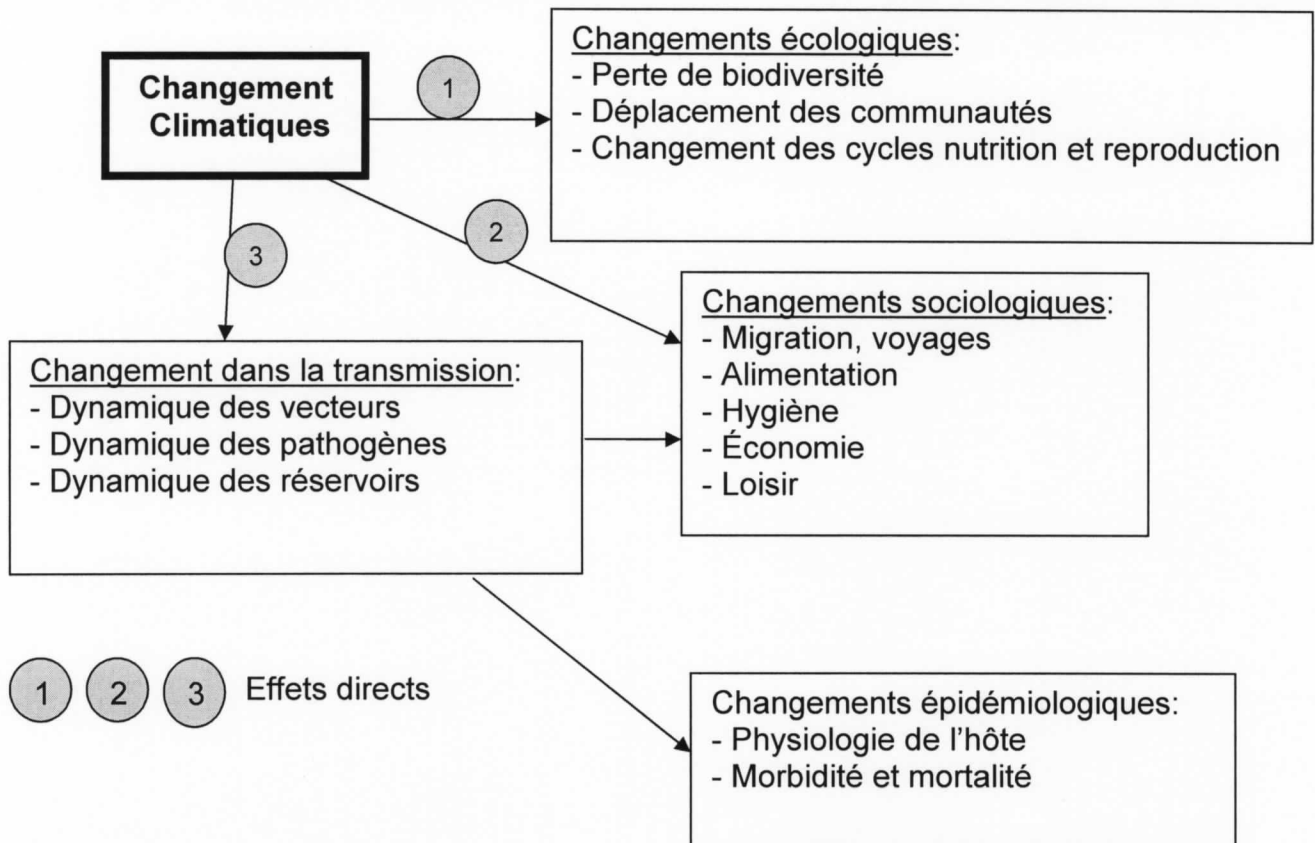 Changement
Climatiques
1
Changements écologiques:
- Perte de biodiversité
- Déplacement des communautés
- Changement des cycles nutrition et reproduction
2
3
Changements sociologiques:
- Migration, voyages
- Alimentation
- Hygiène
- Économie
- Loisir
Changement dans la transmission:
- Dynamique des vecteurs
- Dynamique des pathogènes
- Dynamique des réservoirs
1 2 3 Effets directs
Changements épidémiologiques:
- Physiologie de l'hôte
- Morbidité et mortalité